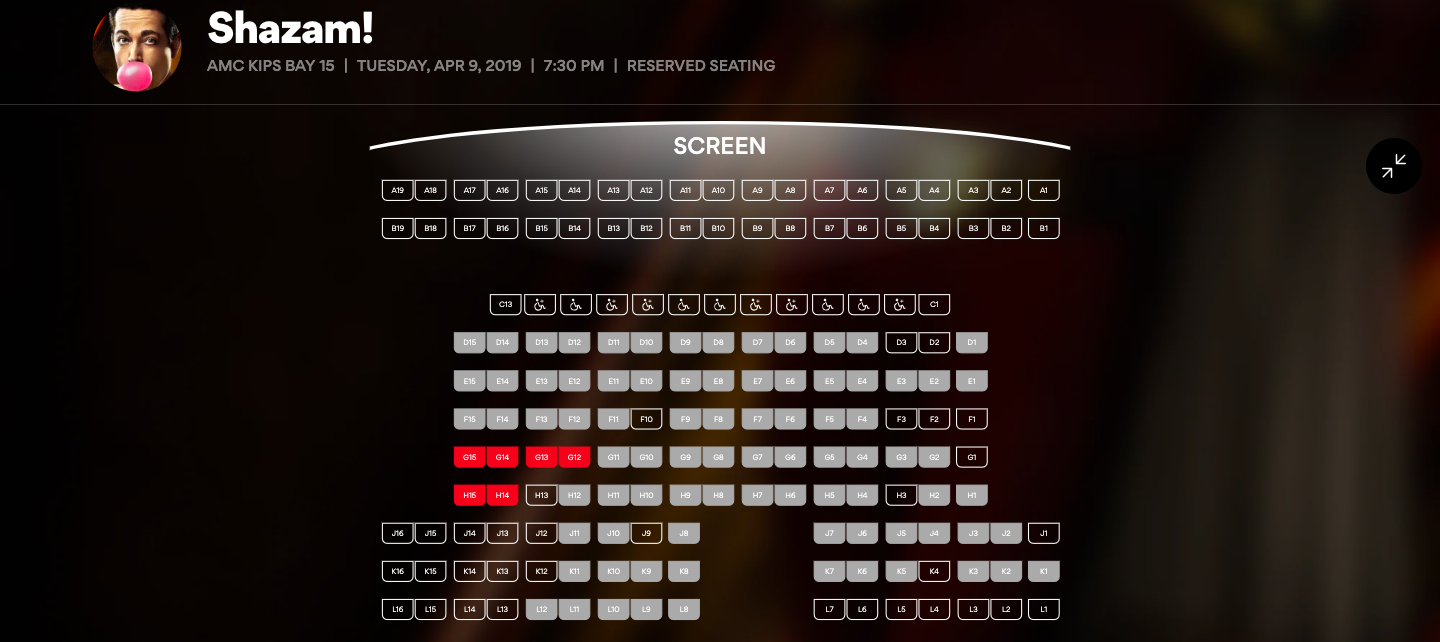 Shazam!
AMC KIPS BAY 15 | TUESDAY, APR 9, 2019 | 7:30 PM | RESERVED SEATING
SCREEN
A19 A18 A17 A16 A15 A14 A13 A12 A11 A10 A9 A8 A7 A6 A5 A4 A3 A2 A1
B19 B18 B17 B16 B15 B14 B13 B12 B11 B10 B9 B8 B7 B6 B5 B4 B3 B2 B1
C13 C1
D15 D14 D13 D12 D11 D10 D9 D8 D7 D6 D5 D4 D3 D2 D1
E15 E14 E13 E12 E11 E10 E9 E8 E7 E6 E5 E4 E3 E2 E1
F15 F14 F13 F12 F11 F10 F9 F8 F7 F6 F5 F4 F3 F2 F1
G15 G14 G13 G12 G11 G10 G9 G8 G7 G6 G5 G4 G3 G2 G1
H15 H14 H13 H12 H11 H10 H9 H8 H7 H6 H5 H4 H3 H2 H1
J16 J15 J14 J13 J12 J11 J10 J9 J8 J7 J6 J5 J4 J3 J2 J1
K16 K15 K14 K13 K12 K11 K10 K9 K8 K7 K6 K5 K4 K3 K2 K1
L16 L15 L14 L13 L12 L11 L10 L9 L8 L7 L6 L5 L4 L3 L2 L1